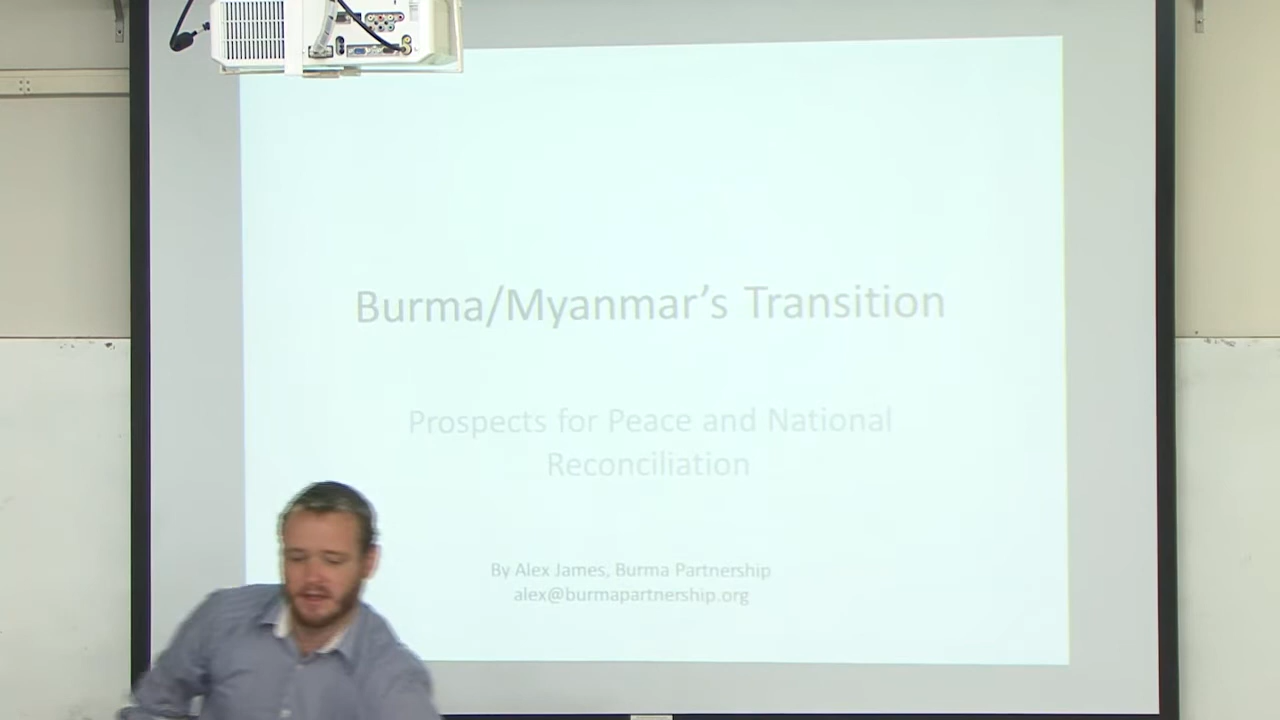 Burma/Myanmar's Transition
Prospects for Peace and National
Reconciliation
By Alex James, Burma Partnership
alex@burmapartnership.org